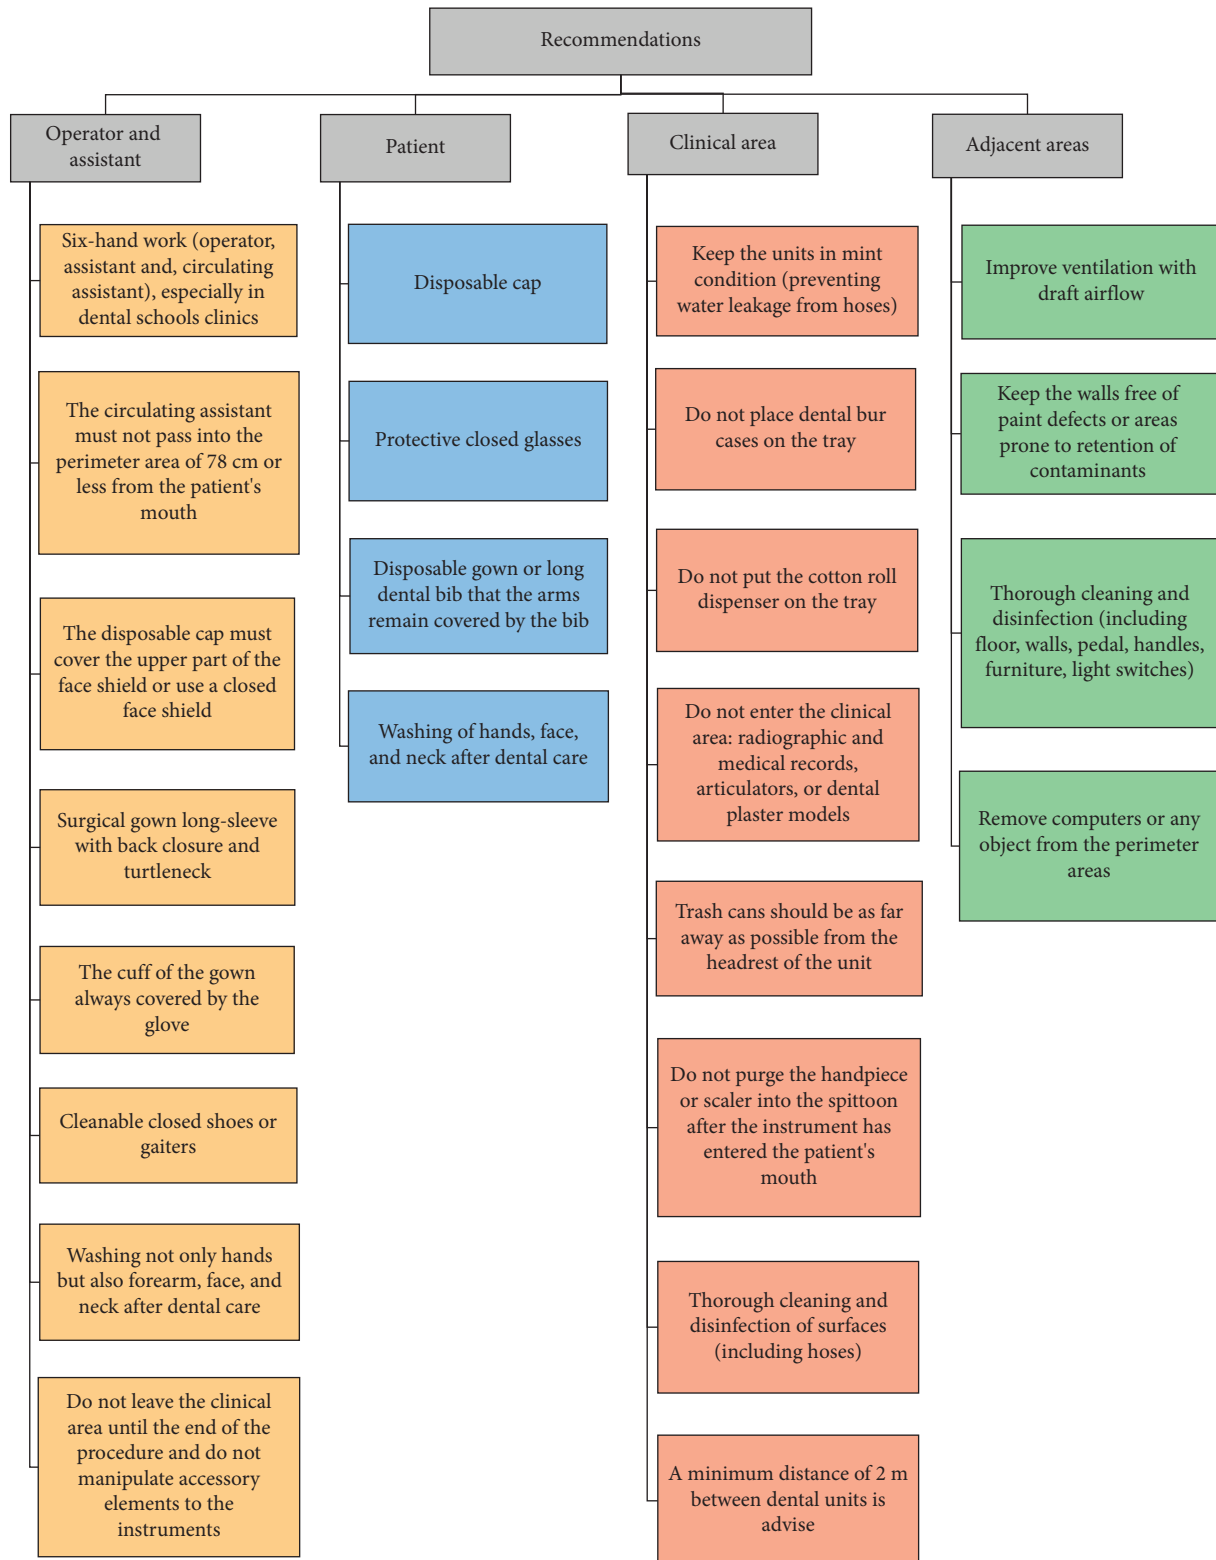 Recommendations
Operator and
assistant
Six-hand work (operator,
assistant and, circulating
assistant), especially in
dental schools clinics
The circulating assistant
must not pass into the
perimeter area of 78 cm or
less from the patient's
mouth
The disposable cap must
cover the upper part of the
face shield or use a closed
face shield
Surgical gown long-sleeve
with back closure and
turtleneck
The cuff of the gown
always covered by the
glove
Cleanable closed shoes or
gaiters
Washing not only hands
but also forearm, face, and
neck after dental care
Do not leave the clinical
area until the end of the
procedure and do not
manipulate accessory
elements to the
instruments
Patient
Disposable cap
Protective closed glasses
Disposable gown or long
dental bib that the arms
remain covered by the bib
Washing of hands, face,
and neck after dental care
Clinical area
Keep the units in mint
condition (preventing
water leakage from hoses)
Do not place dental bur
cases on the tray
Do not put the cotton roll
dispenser on the tray
Do not enter the clinical
area: radiographic and
medical records,
articulators, or dental
plaster models
Trash cans should be as far
away as possible from the
headrest of the unit
Do not purge the handpiece
or scaler into the spittoon
after the instrument has
entered the patient's
mouth
Thorough cleaning and
disinfection of surfaces
(including hoses)
A minimum distance of 2 m
between dental units is
advise
Adjacent areas
Improve ventilation with
draft airflow
Keep the walls free of
paint defects or areas
prone to retention of
contaminants
Thorough cleaning and
disinfection (including
floor, walls, pedal, handles,
furniture, light switches)
Remove computers or any
object from the perimeter
areas